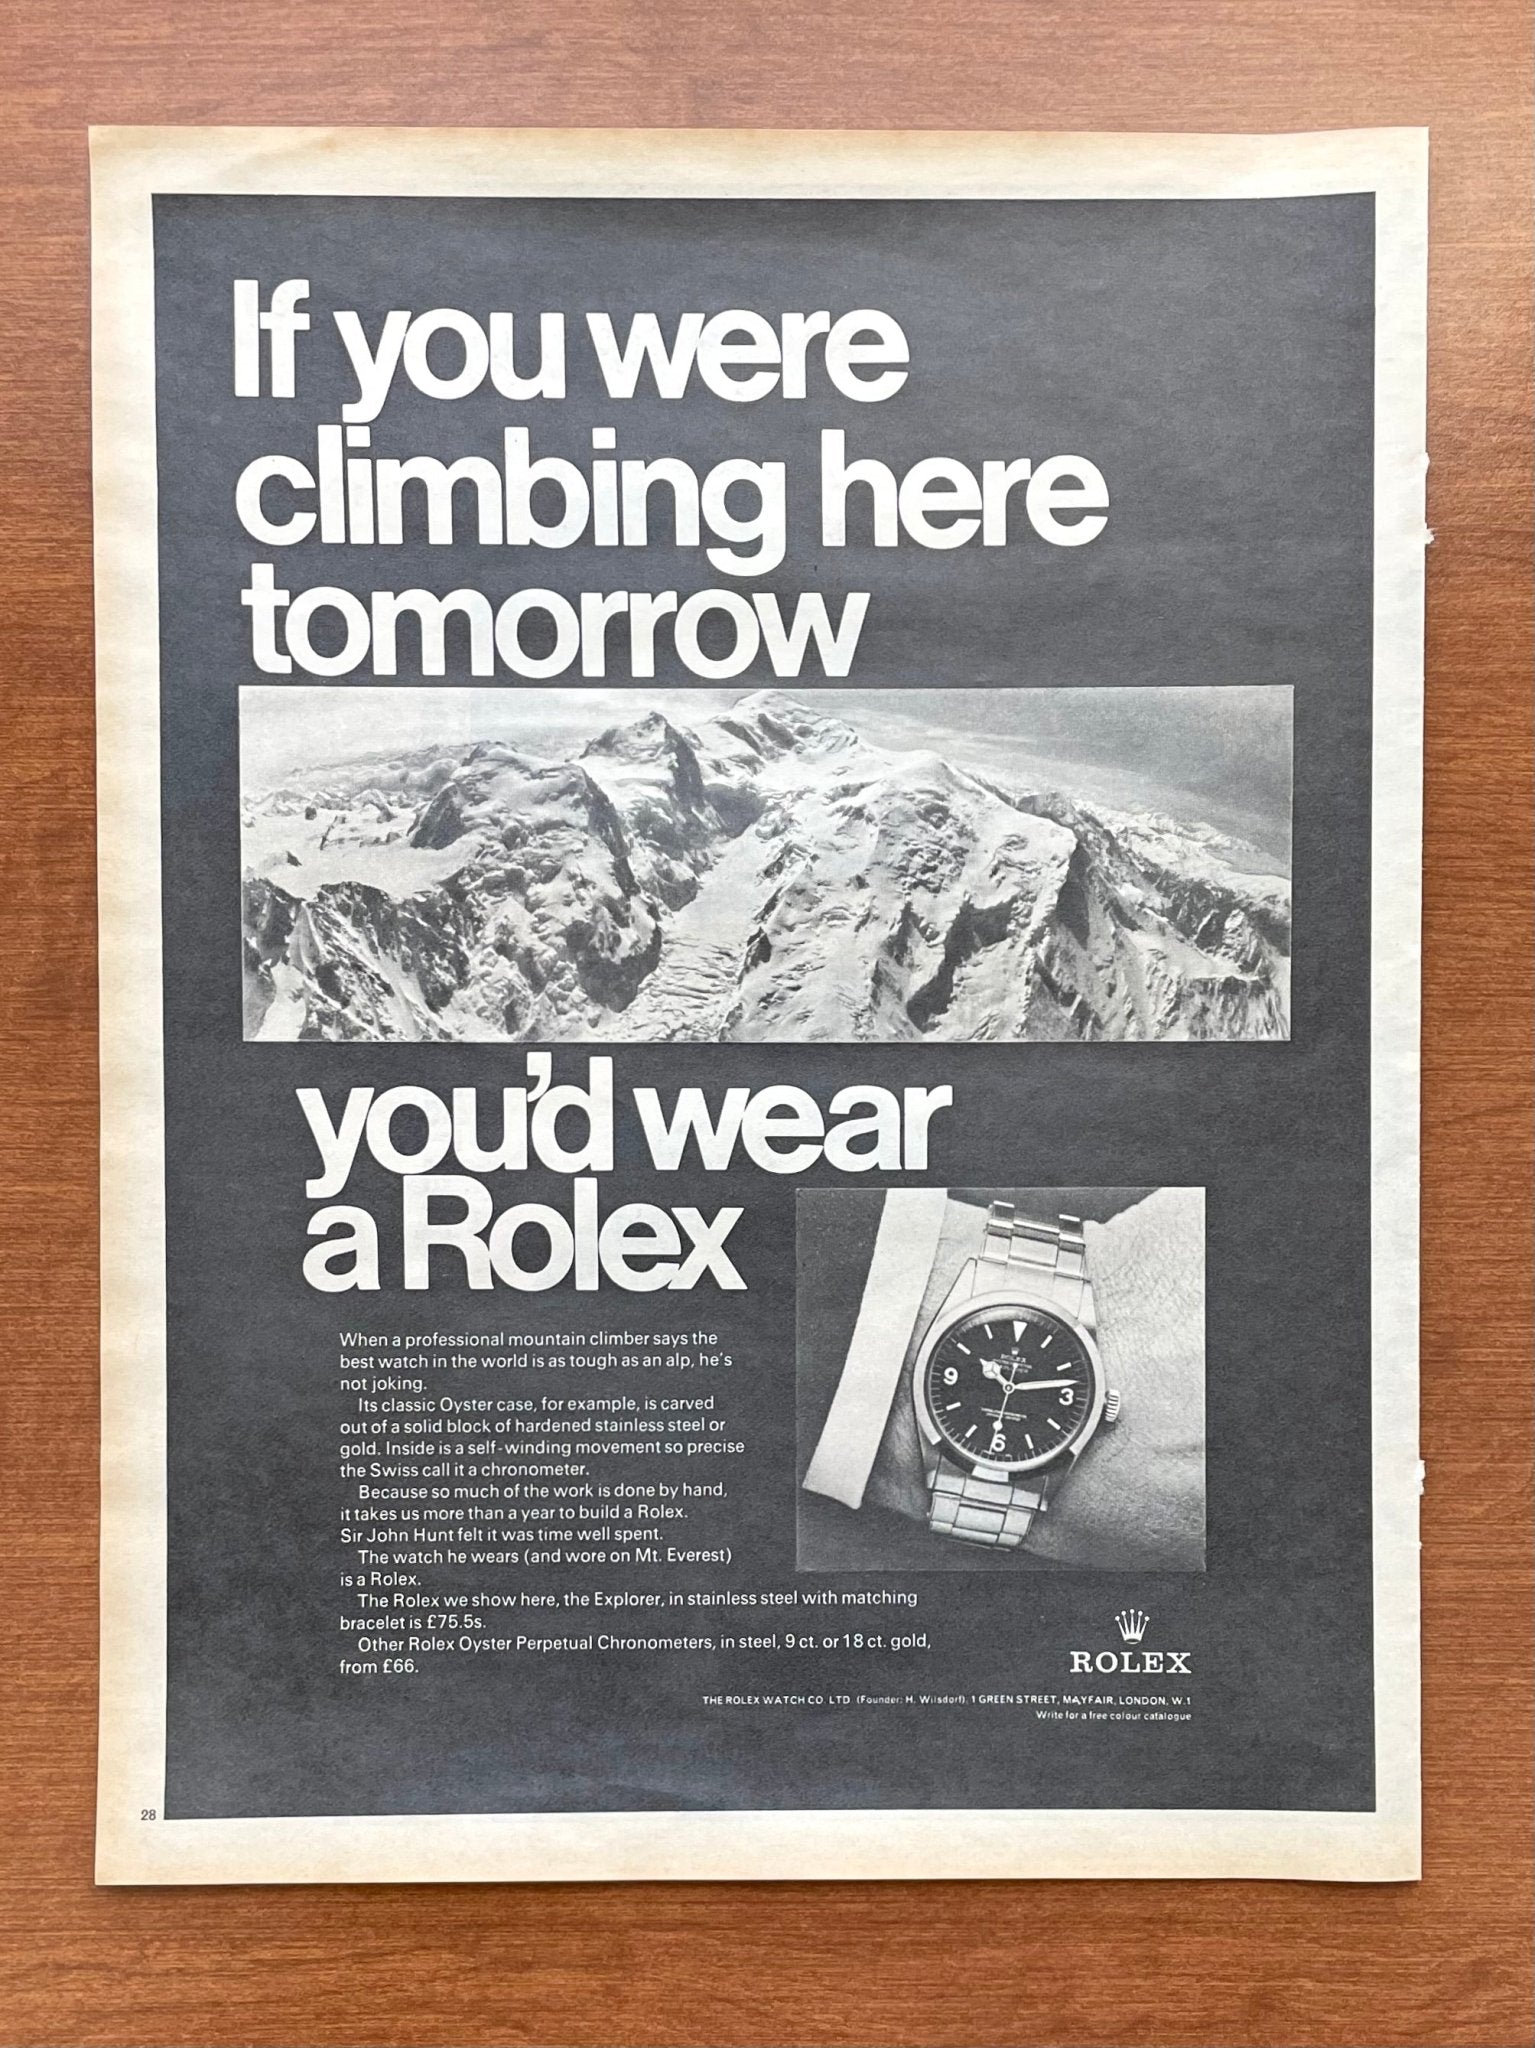 If you were
climbing here
tomorrow
you'd wear
a Rolex
When a professional mountain climber says the
best watch in the world is as tough as an alp, he's
not joking.
Its classic Oyster case, for example, is carved
out of a solid block of hardened stainless steel or
gold. Inside is a self-winding movement so precise
the Swiss call it a chronometer.
Because so much of the work is done by hand,
it takes us more than a year to build a Rolex.
Sir John Hunt felt it was time well spent.
The watch he wears (and wore on Mt. Everest)
is a Rolex.
The Rolex we show here, the Explorer, in stainless steel with matching
bracelet is £75.5s.
Other Rolex Oyster Perpetual Chronometers, in steel, 9 ct. or 18 ct. gold,
from £66.
ROLEX
9
3
6
ROLEX
THE ROLEX WATCH CO. LTD. (Founder: H. Wilsdorf), 1 GREEN STREET, MAYFAIR, LONDON, W.1
Write for a free colour catalogue
28